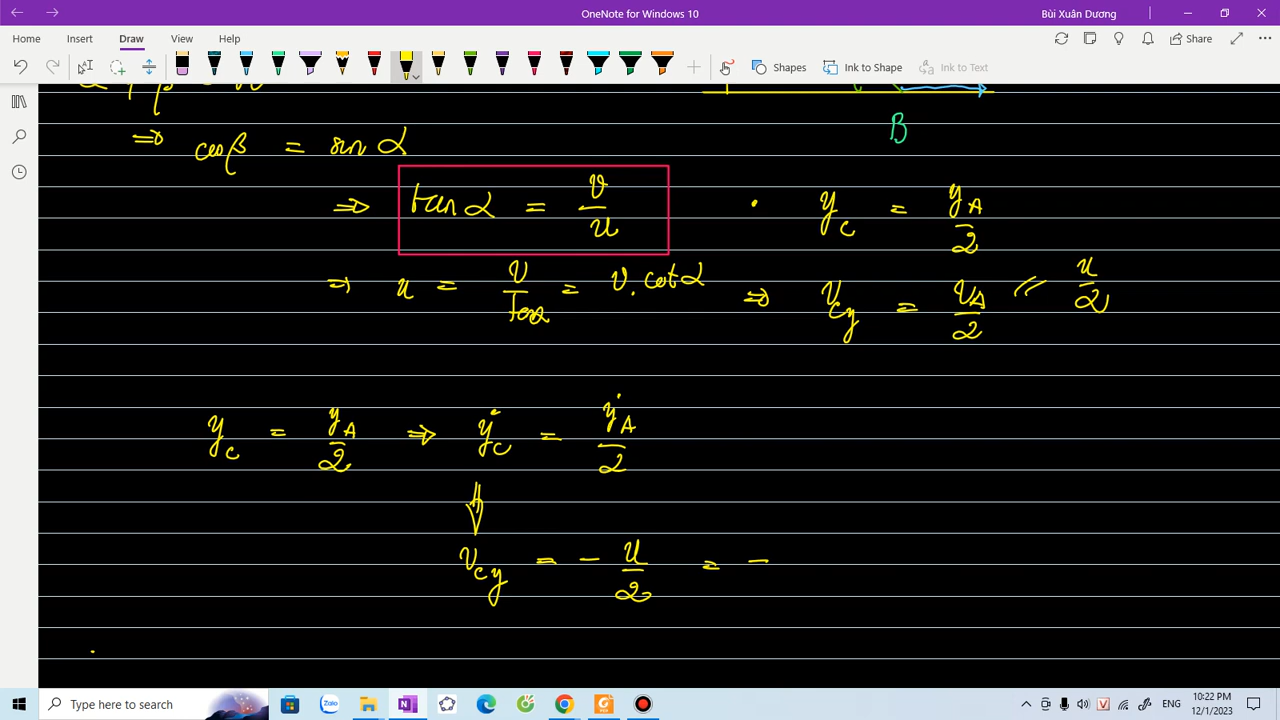 OneNote for Windows 10
Bùi Xuân Dương
Home Insert Draw View Help
Share
Shapes Ink to Shape Ink to Text
B
⇒ cosβ = sin α
⇒ tan α = v/u
• y_C = y_A/2
⇒ u = v/tanα = v. cot α
⇒ v_Cy = v_A/2 = u/2
y_C = y_A/2 ⇒ ẏ_C = ẏ_A/2
⇓
v_Cy = - u/2 = -
Type here to search
Zalo
ENG
10:22 PM
12/1/2023